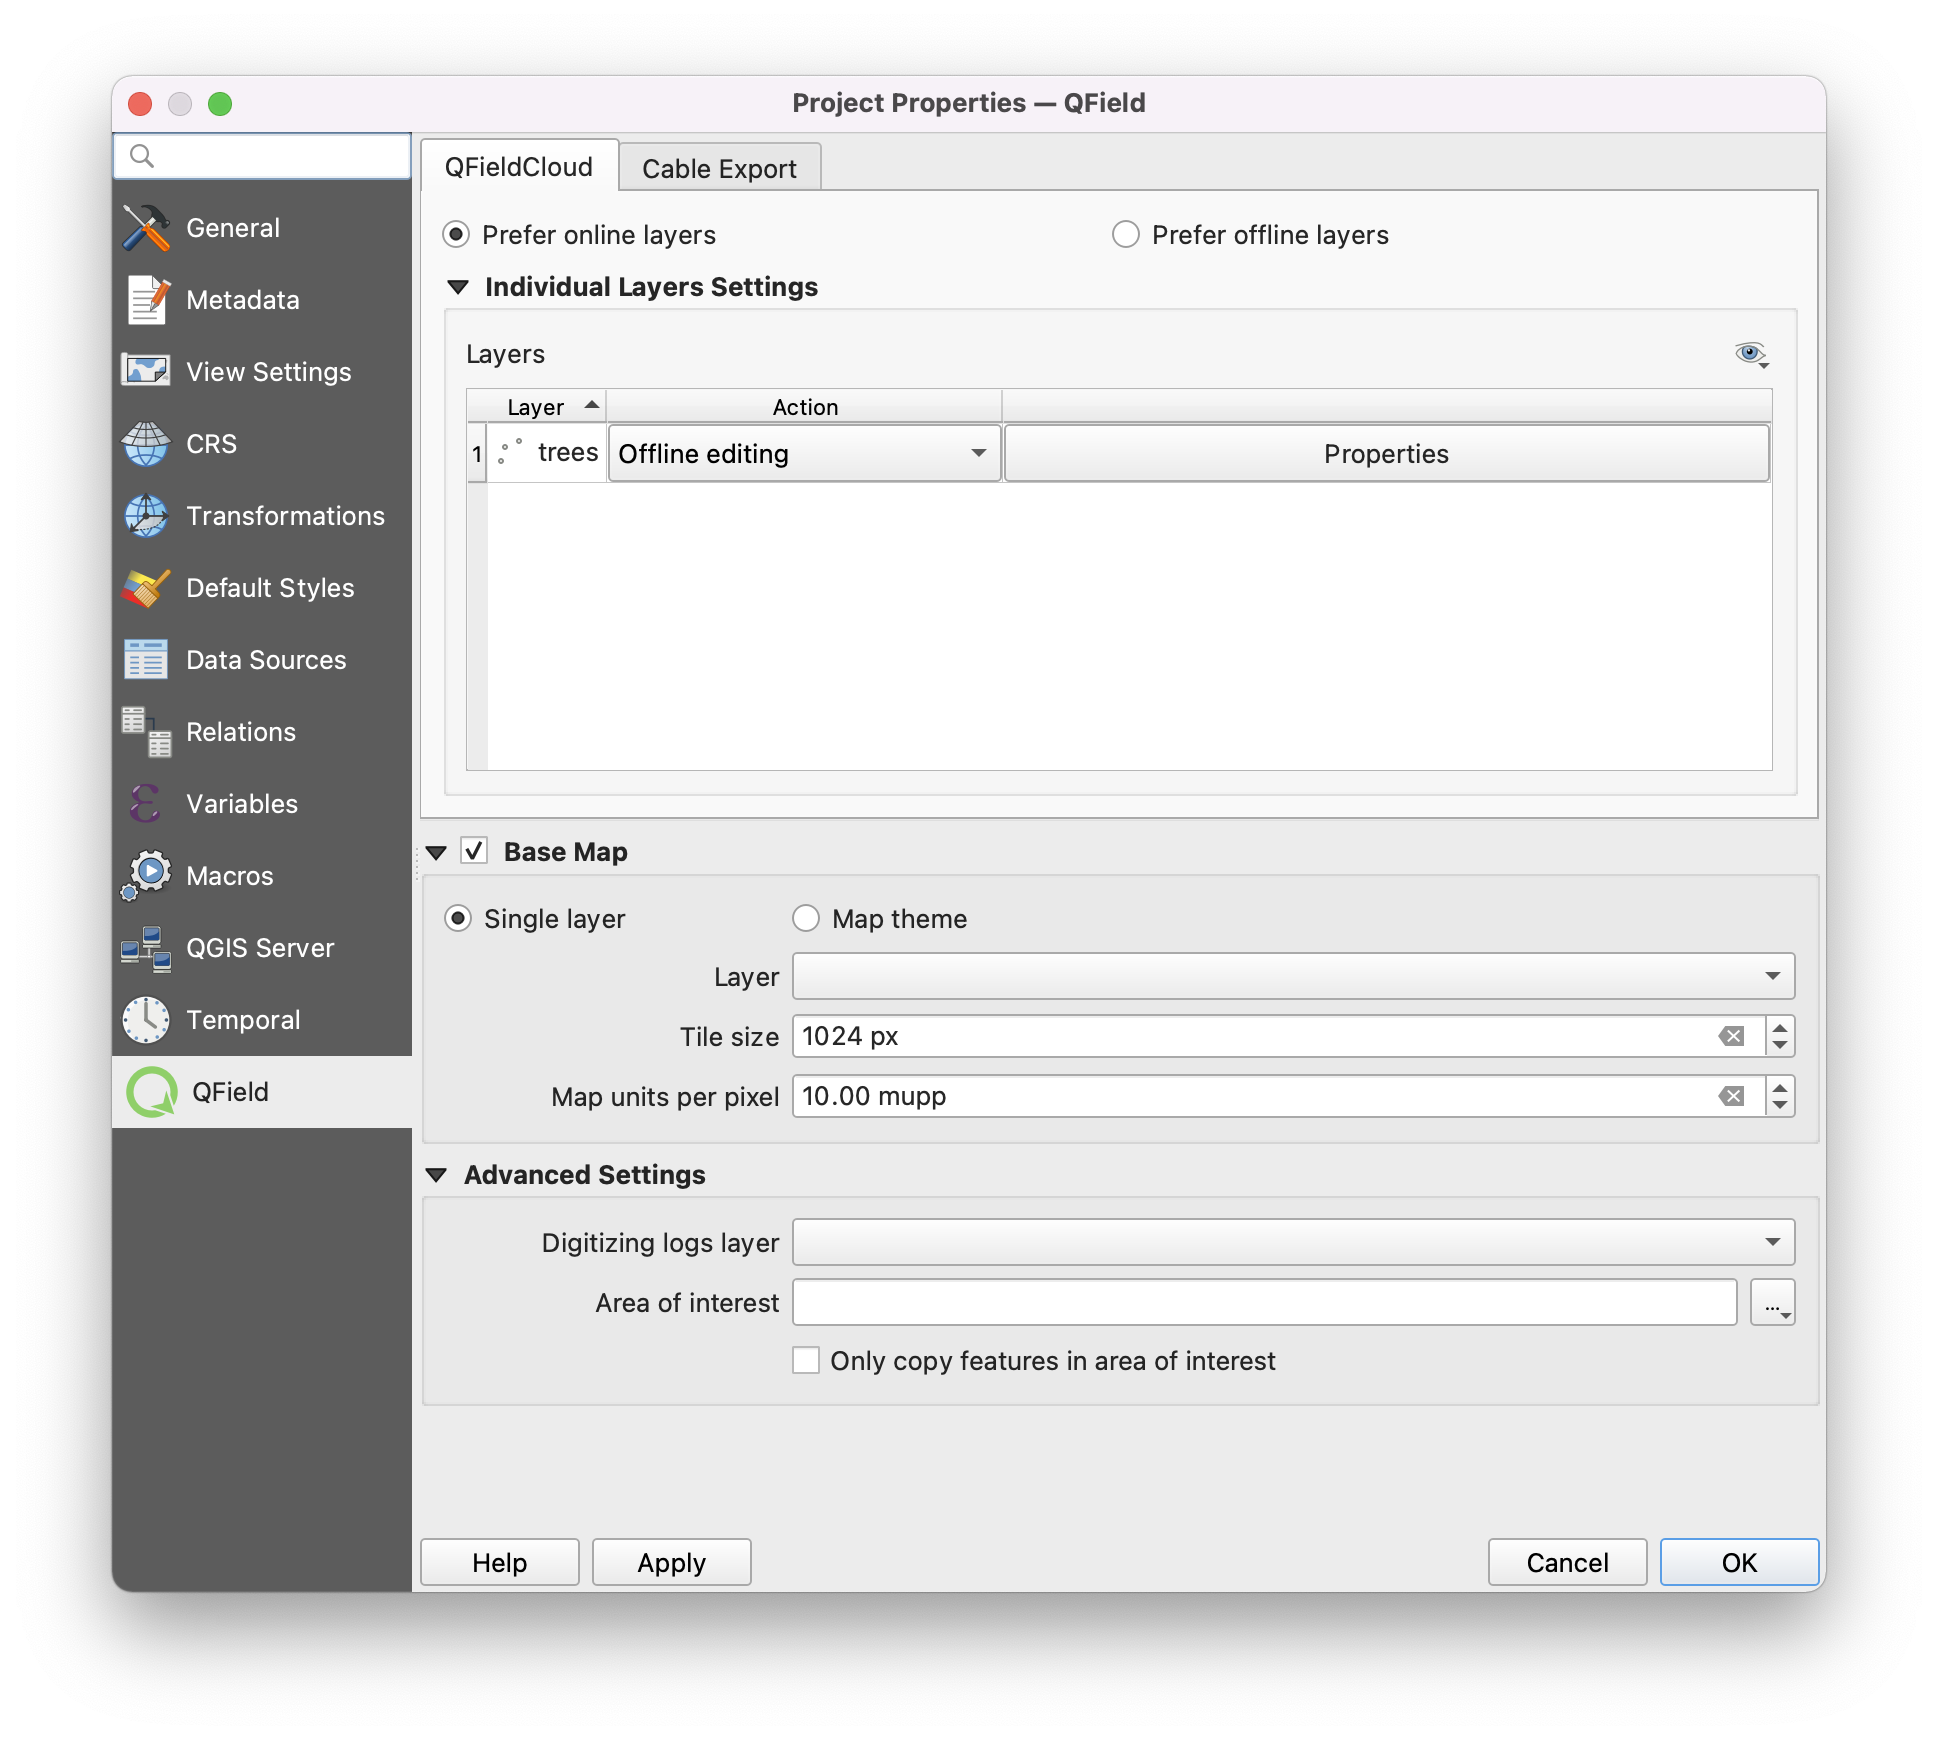 Project Properties — QField
General
Metadata
View Settings
CRS
Transformations
Default Styles
Data Sources
Relations
Variables
Macros
QGIS Server
Temporal
QField
QFieldCloud
Cable Export
Prefer online layers
Prefer offline layers
Individual Layers Settings
Layers
Layer
Action
1
trees
Offline editing
Properties
Base Map
Single layer
Map theme
Layer
Tile size
1024 px
Map units per pixel
10.00 mupp
Advanced Settings
Digitizing logs layer
Area of interest
...
Only copy features in area of interest
Help
Apply
Cancel
OK